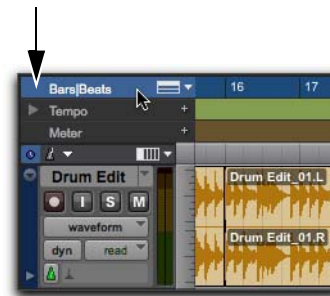 Bars|Beats
16 17
Tempo +
Meter +
Drum Edit
I S M
waveform
dyn read
Drum Edit_01.L
Drum Edit_01.R